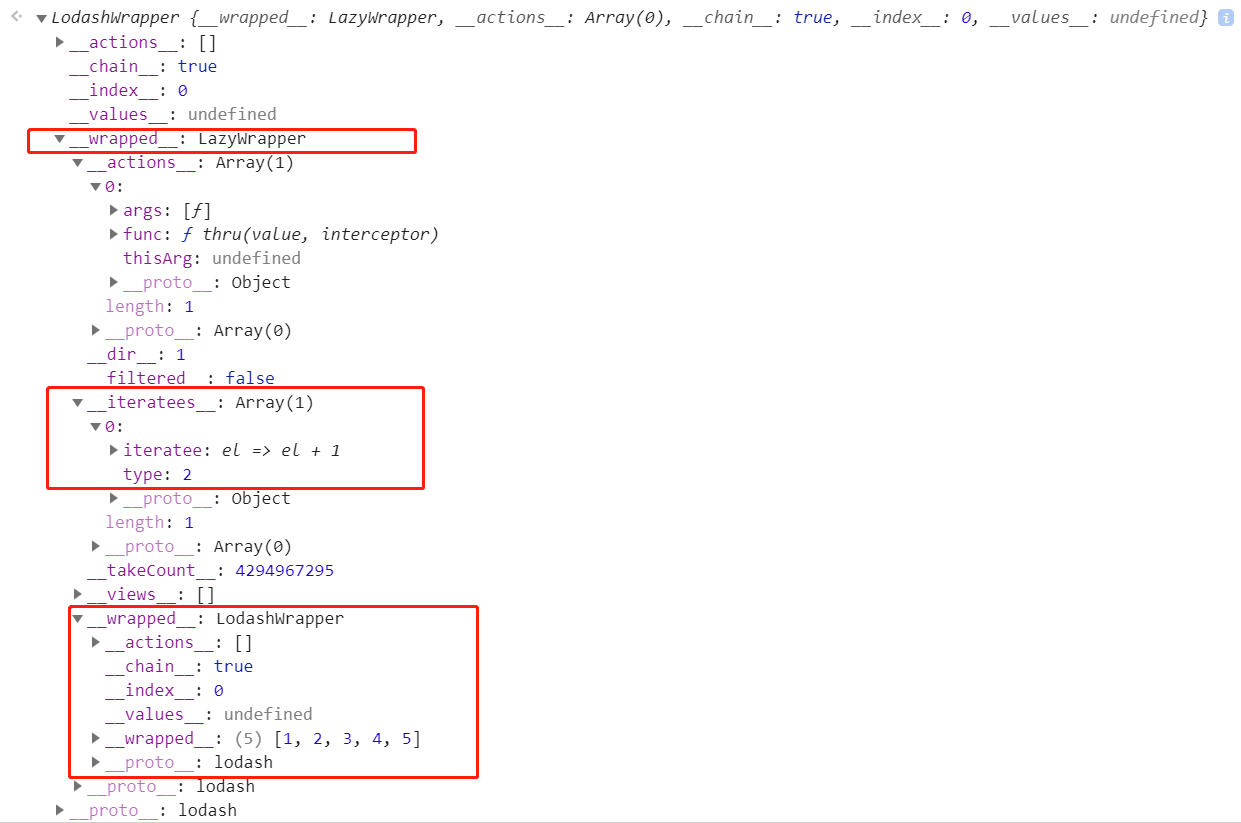 LodashWrapper {__wrapped__: LazyWrapper, __actions__: Array(0), __chain__: true, __index__: 0, __values__: undefined} i
__actions__: []
__chain__: true
__index__: 0
__values__: undefined
__wrapped__: LazyWrapper
__actions__: Array(1)
0:
args: [ƒ]
func: ƒ thru(value, interceptor)
thisArg: undefined
__proto__: Object
length: 1
__proto__: Array(0)
__dir__: 1
__filtered__: false
__iteratees__: Array(1)
0:
iteratee: el => el + 1
type: 2
__proto__: Object
length: 1
__proto__: Array(0)
__takeCount__: 4294967295
__views__: []
__wrapped__: LodashWrapper
__actions__: []
__chain__: true
__index__: 0
__values__: undefined
__wrapped__: (5) [1, 2, 3, 4, 5]
__proto__: lodash
__proto__: lodash
__proto__: lodash